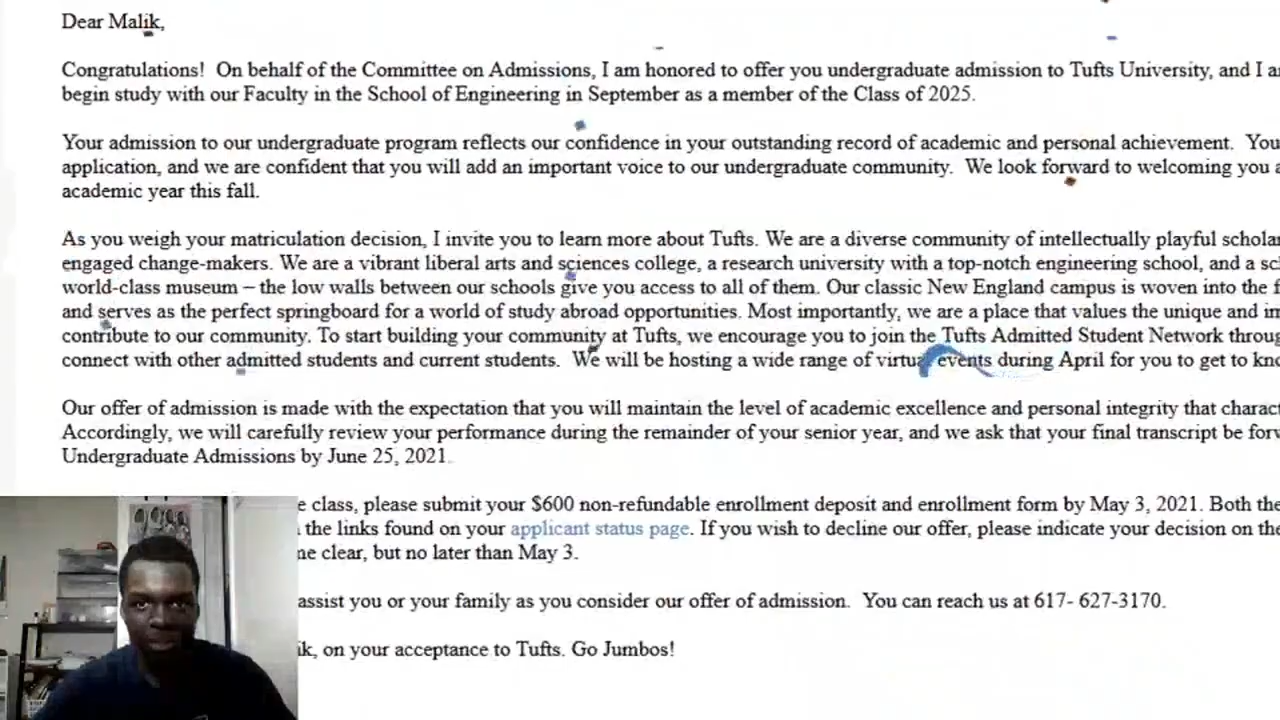 Dear Malik,
Congratulations!  On behalf of the Committee on Admissions, I am honored to offer you undergraduate admission to Tufts University, and I
begin study with our Faculty in the School of Engineering in September as a member of the Class of 2025.
Your admission to our undergraduate program reflects our confidence in your outstanding record of academic and personal achievement.
application, and we are confident that you will add an important voice to our undergraduate community.  We look forward to welcoming you
academic year this fall.
As you weigh your matriculation decision, I invite you to learn more about Tufts. We are a diverse community of intellectually playful
engaged change-makers. We are a vibrant liberal arts and sciences college, a research university with a top-notch engineering school, and a
world-class museum – the low walls between our schools give you access to all of them. Our classic New England campus is woven into the
and serves as the perfect springboard for a world of study abroad opportunities. Most importantly, we are a place that values the unique and
contribute to our community. To start building your community at Tufts, we encourage you to join the Tufts Admitted Student Network
connect with other admitted students and current students.  We will be hosting a wide range of virtual events during April for you to get to
Our offer of admission is made with the expectation that you will maintain the level of academic excellence and personal integrity that
Accordingly, we will carefully review your performance during the remainder of your senior year, and we ask that your final transcript be
Undergraduate Admissions by June 25, 2021.
class, please submit your $600 non-refundable enrollment deposit and enrollment form by May 3, 2021. Both the
the links found on your applicant status page. If you wish to decline our offer, please indicate your decision on the
clear, but no later than May 3.
assist you or your family as you consider our offer of admission.  You can reach us at 617- 627-3170.
on your acceptance to Tufts. Go Jumbos!